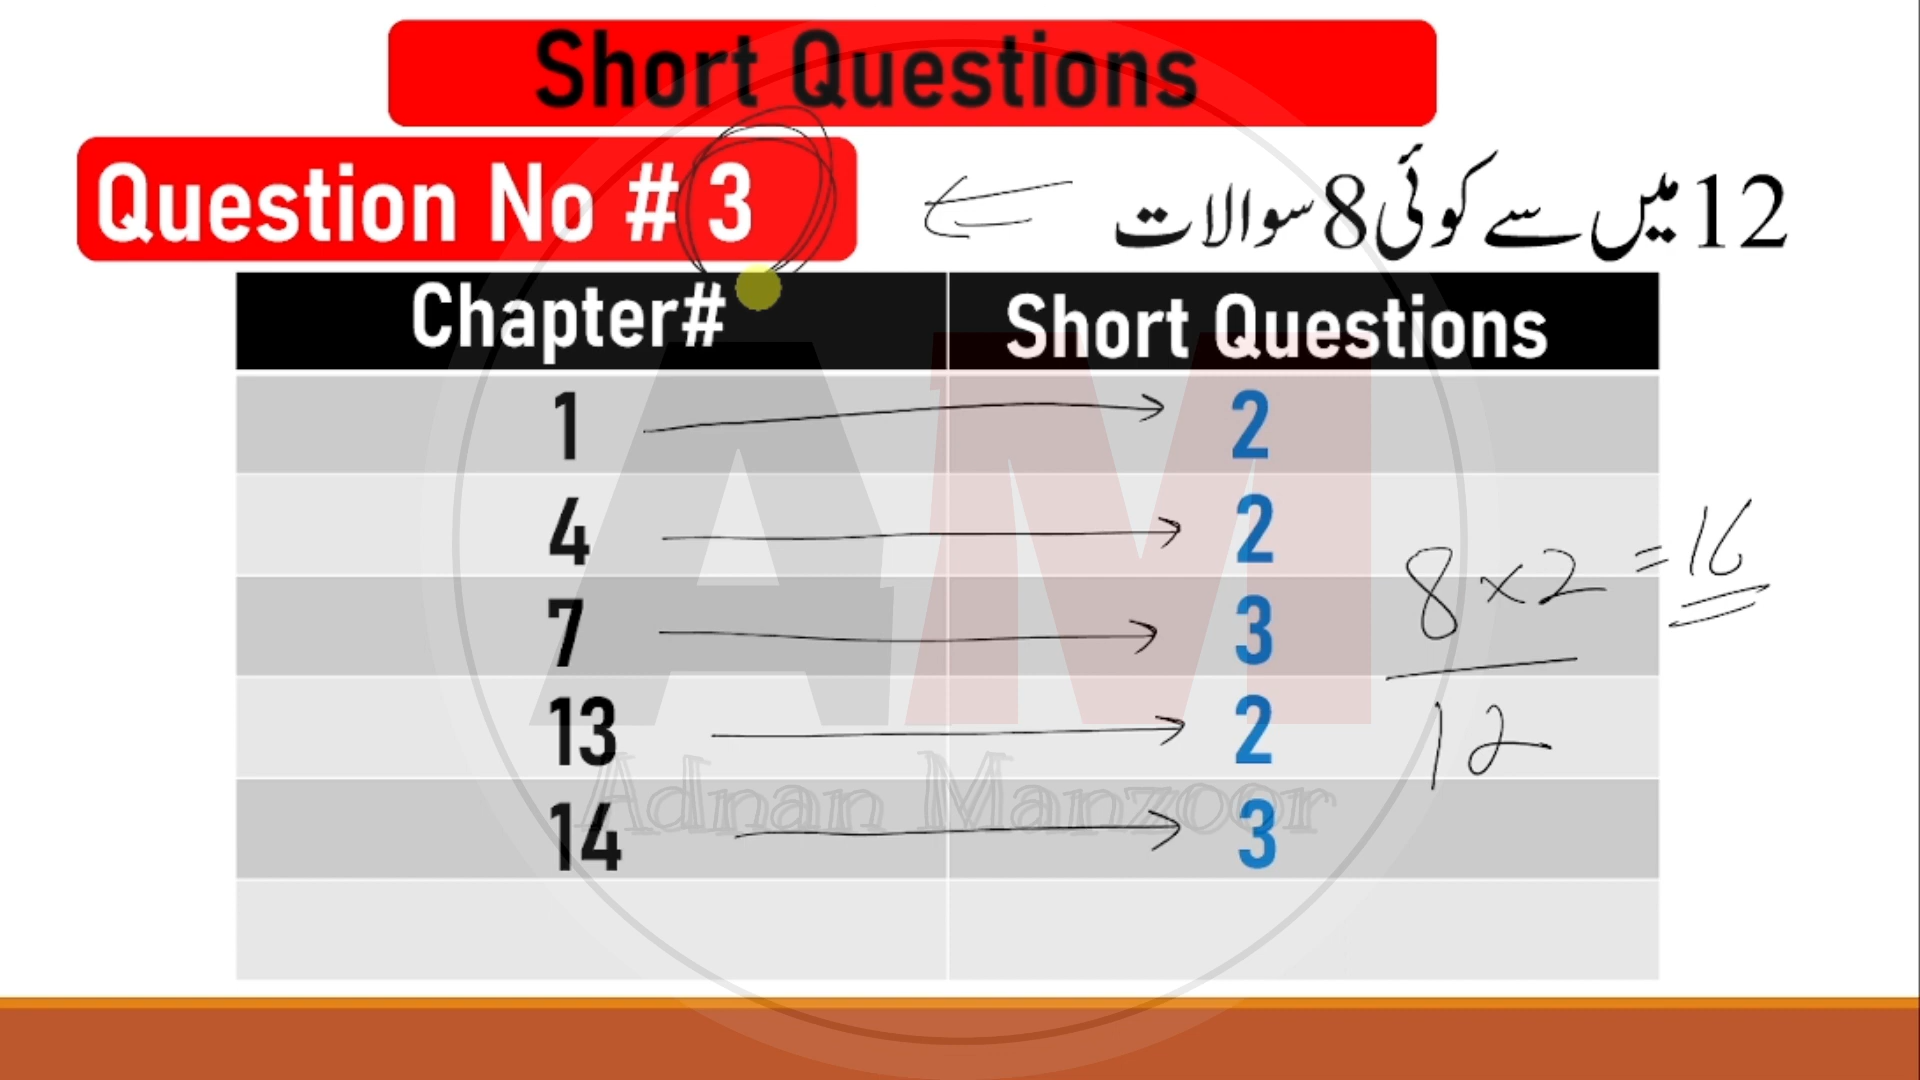 Short Questions
Question No # 3
12 میں سے کوئی 8 سوالات
Chapter# Short Questions
1 2
4 2
7 3
13 2
14 3
8 × 2 = 16
12
AM
Adnan Manzoor